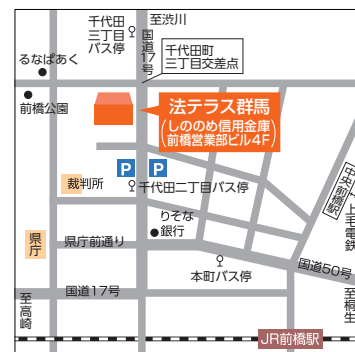 至渋川
千代田
三丁目
バス停
国道17号
千代田町
三丁目交差点
るなぱあく
前橋公園
法テラス群馬
(しののめ信用金庫
前橋営業部ビル4F)
中央前橋駅
上毛電鉄
P
P
裁判所
千代田二丁目バス停
りそな
銀行
県庁
県庁前通り
本町バス停
国道50号
国道17号
至高崎
至桐生
JR前橋駅